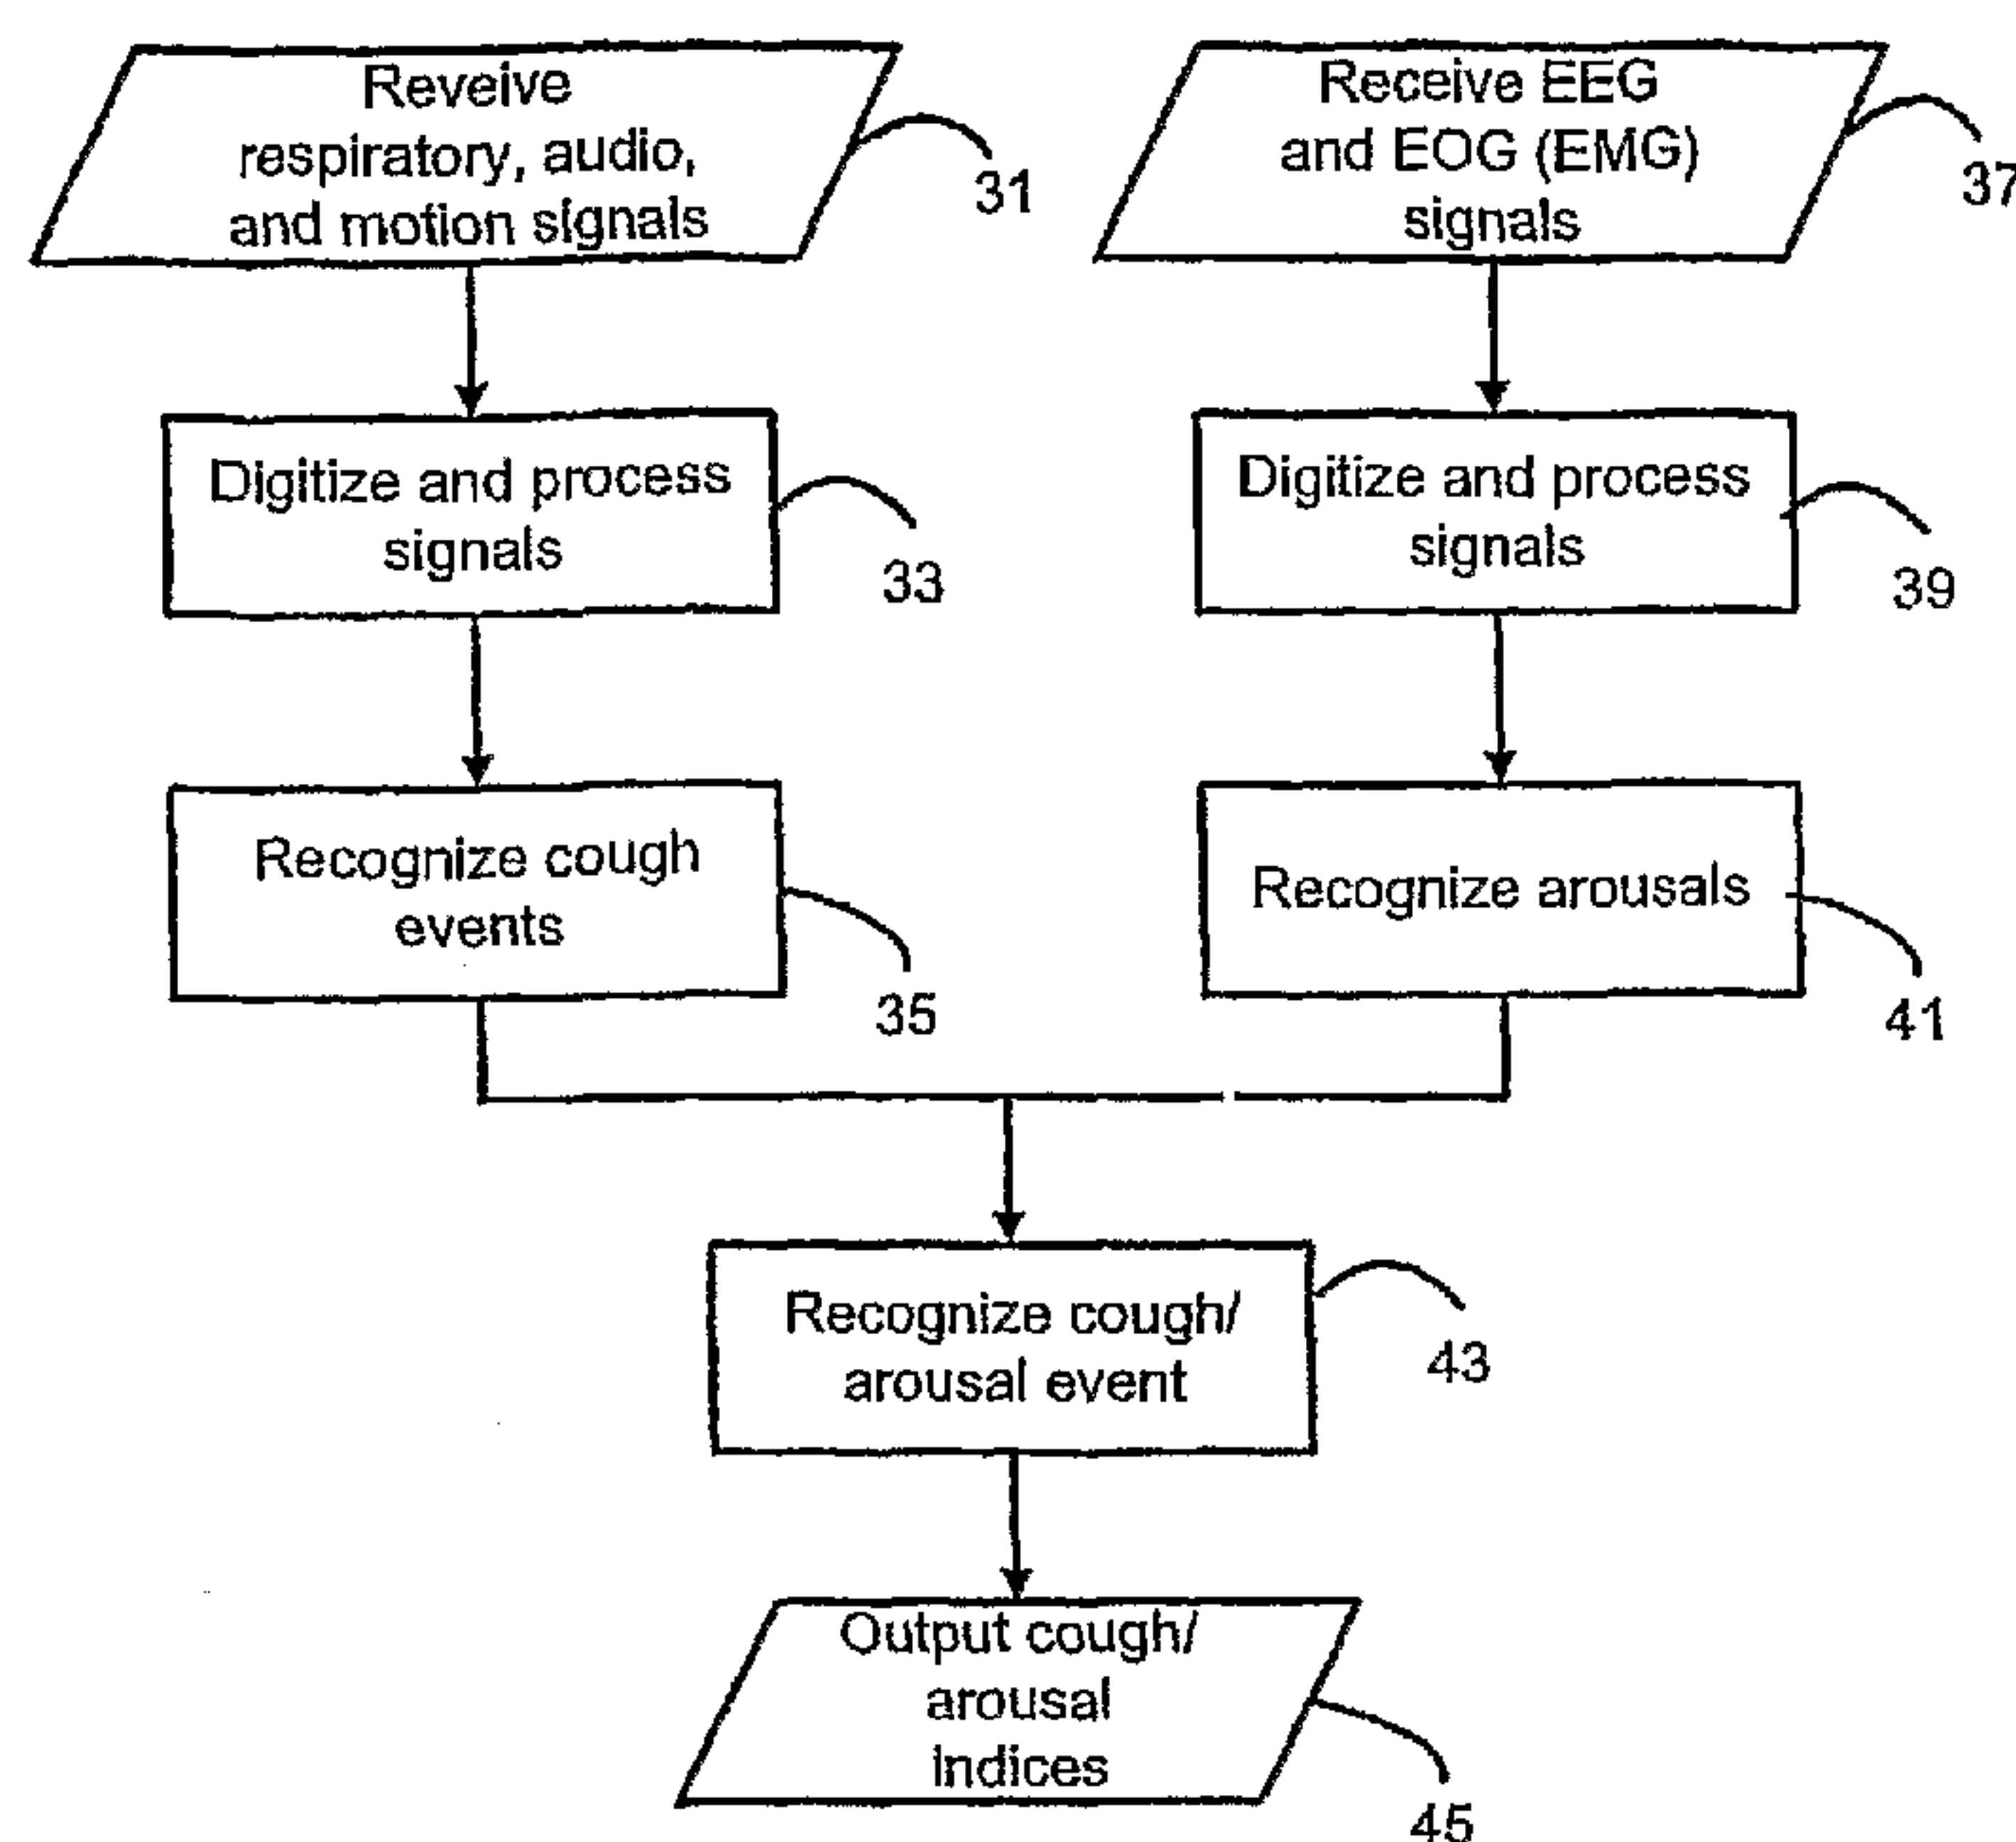 Reveive
respiratory, audio,
and motion signals
31
Receive EEG
and EOG (EMG)
signals
37
Digitize and process
signals
33
Digitize and process
signals
39
Recognize cough
events
35
Recognize arousals
41
Recognize cough/
arousal event
43
Output cough/
arousal
indices
45